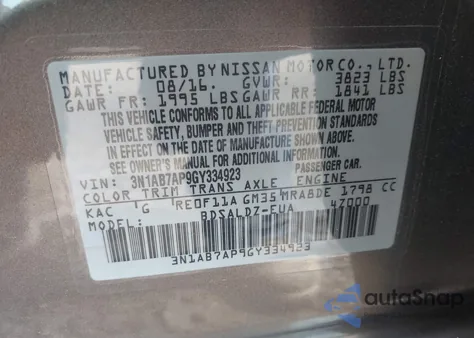 MANUFACTURED BY NISSAN MOTOR CO., LTD.
DATE: 08/16. GVWR: 3823 LBS
GAWR FR: 1995 LBS GAWR RR: 1841 LBS
THIS VEHICLE CONFORMS TO ALL APPLICABLE FEDERAL MOTOR
VEHICLE SAFETY, BUMPER AND THEFT PREVENTION STANDARDS
IN EFFECT ON THE DATE OF MANUFACTURE SHOWN ABOVE.
SEE OWNER'S MANUAL FOR ADDITIONAL INFORMATION
VIN: 3N1AB7AP9GY334923 PASSENGER CAR.
COLOR TRIM TRANS AXLE ENGINE
KAC G RE0F11A GM35 MRA8DE 1798 CC
MODEL: BDSALDZ-EUA 4Z000
3N1AB7AP9GY334923
autoSnap